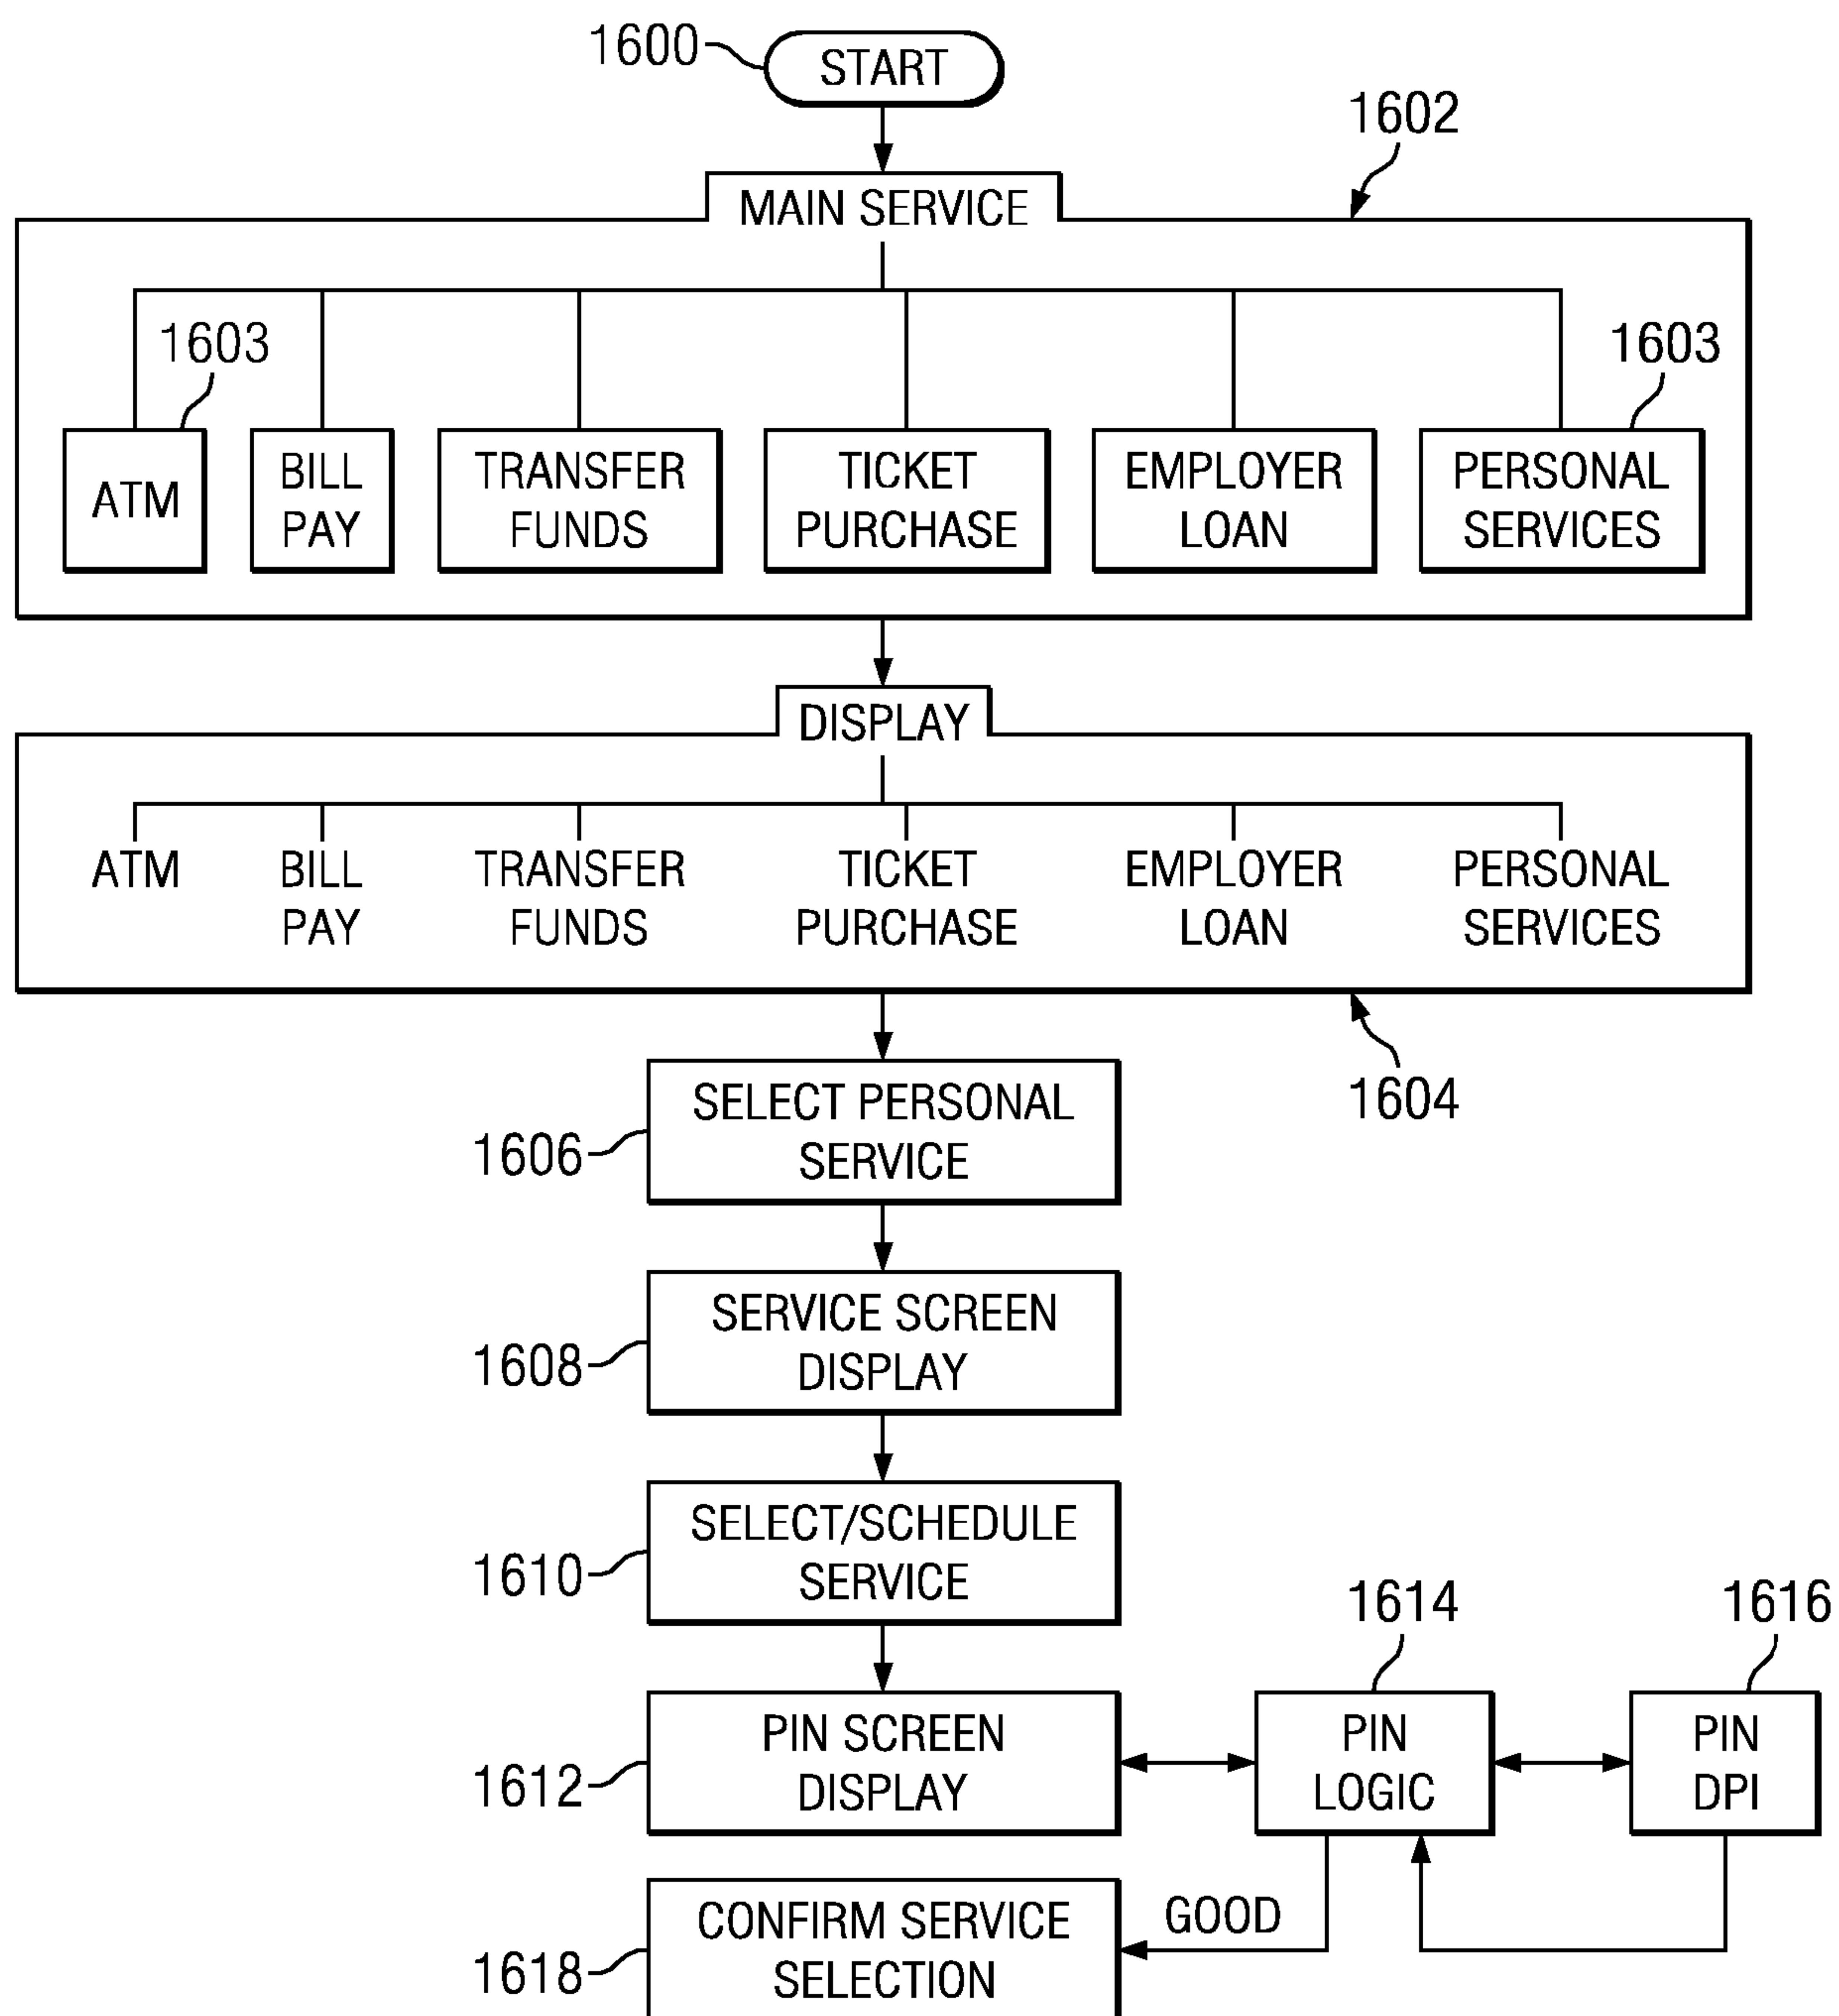 1600
START
1602
MAIN SERVICE
1603
1603
ATM
BILL
PAY
TRANSFER
FUNDS
TICKET
PURCHASE
EMPLOYER
LOAN
PERSONAL
SERVICES
DISPLAY
ATM
BILL
PAY
TRANSFER
FUNDS
TICKET
PURCHASE
EMPLOYER
LOAN
PERSONAL
SERVICES
1604
SELECT PERSONAL
SERVICE
1606
SERVICE SCREEN
DISPLAY
1608
SELECT/SCHEDULE
SERVICE
1610
1614
1616
PIN SCREEN
DISPLAY
1612
PIN
LOGIC
PIN
DPI
GOOD
CONFIRM SERVICE
SELECTION
1618